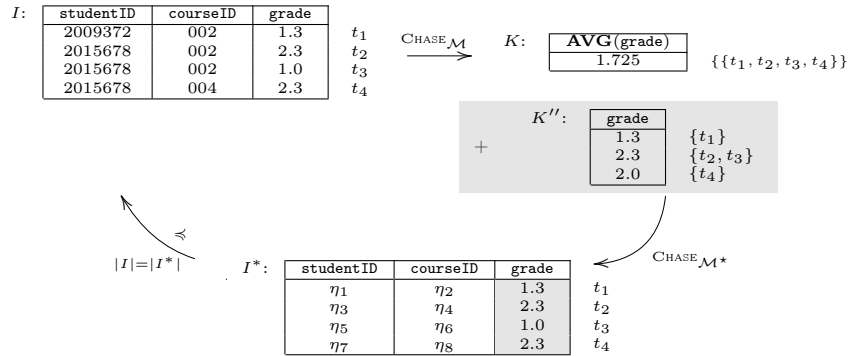 I:
studentID courseID grade
2009372 002 1.3 t₁
2015678 002 2.3 t₂
2015678 002 1.0 t₃
2015678 004 2.3 t₄
CHASE_M
K:
AVG(grade)
1.725 {{t₁, t₂, t₃, t₄}}
+
K′′:
grade
1.3 {t₁}
2.3 {t₂, t₃}
2.0 {t₄}
≼
|I|=|I*|
CHASE_M*
I*:
studentID courseID grade
η₁ η₂ 1.3 t₁
η₃ η₄ 2.3 t₂
η₅ η₆ 1.0 t₃
η₇ η₈ 2.3 t₄